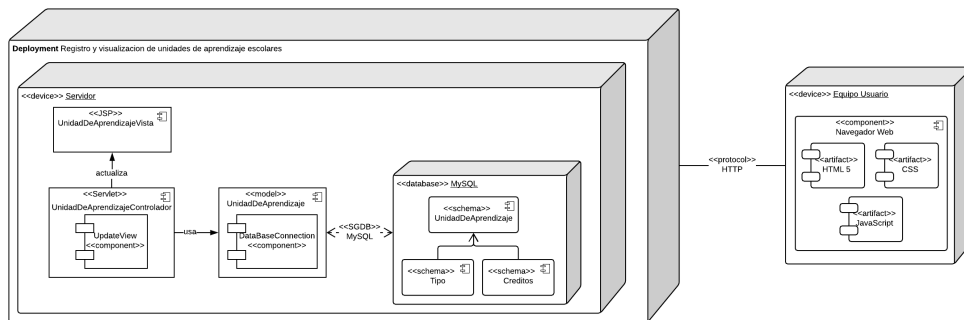 Deployment Registro y visualizacion de unidades de aprendizaje escolares
<<device>> Servidor
<<JSP>>
UnidadDeAprendizajeVista
actualiza
<<Servlet>>
UnidadDeAprendizajeControlador
UpdateView
<<component>>
usa
<<model>>
UnidadDeAprendizaje
DataBaseConnection
<<component>>
<<SGDB>>
MySQL
<<database>> MySQL
<<schema>>
UnidadDeAprendizaje
<<schema>>
Tipo
<<schema>>
Creditos
<<protocol>>
HTTP
<<device>> Equipo Usuario
<<component>>
Navegador Web
<<artifact>>
HTML 5
<<artifact>>
CSS
<<artifact>>
JavaScript